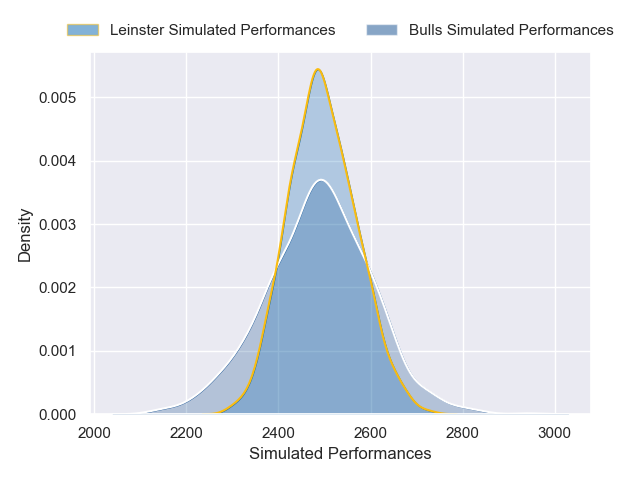 Leinster Simulated Performances Bulls Simulated Performances
0.005
0.004
0.003
0.002
0.001
0.000
Density
2000 2200 2400 2600 2800 3000
Simulated Performances